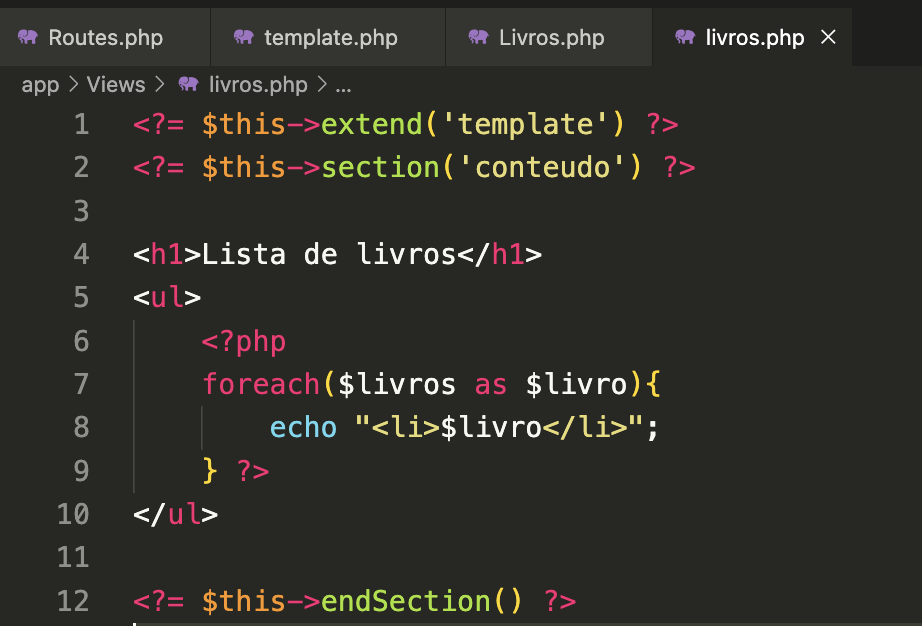 Routes.php template.php Livros.php livros.php ×
app > Views > livros.php > ...
1 <?= $this->extend('template') ?>
2 <?= $this->section('conteudo') ?>
3
4 <h1>Lista de livros</h1>
5 <ul>
6 <?php
7 foreach($livros as $livro){
8 echo "<li>$livro</li>";
9 } ?>
10 </ul>
11
12 <?= $this->endSection() ?>